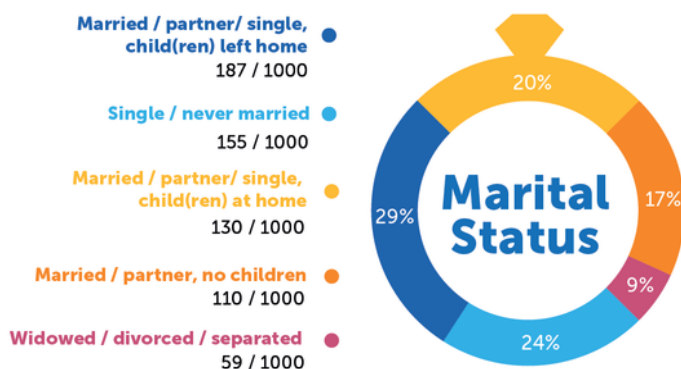 Married / partner/ single,
child(ren) left home
187 / 1000
Single / never married
155 / 1000
Married / partner/ single,
child(ren) at home
130 / 1000
Married / partner, no children
110 / 1000
Widowed / divorced / separated
59 / 1000
20%
17%
29%
Marital
Status
9%
24%